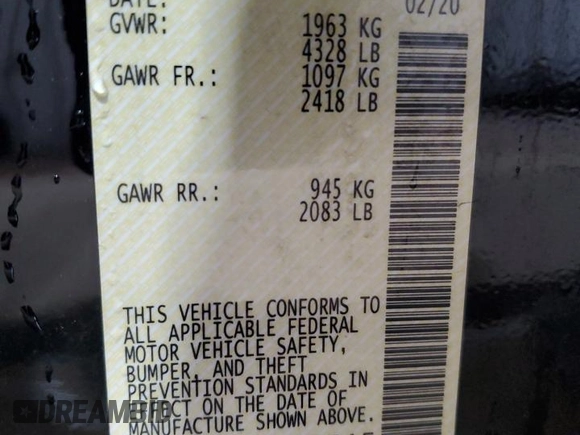 DATE: 02/20
GVWR: 1963 KG
4328 LB
GAWR FR.: 1097 KG
2418 LB
GAWR RR.: 945 KG
2083 LB
THIS VEHICLE CONFORMS TO
ALL APPLICABLE FEDERAL
MOTOR VEHICLE SAFETY,
BUMPER, AND THEFT
PREVENTION STANDARDS IN
EFFECT ON THE DATE OF
MANUFACTURE SHOWN ABOVE.
DREAMBID